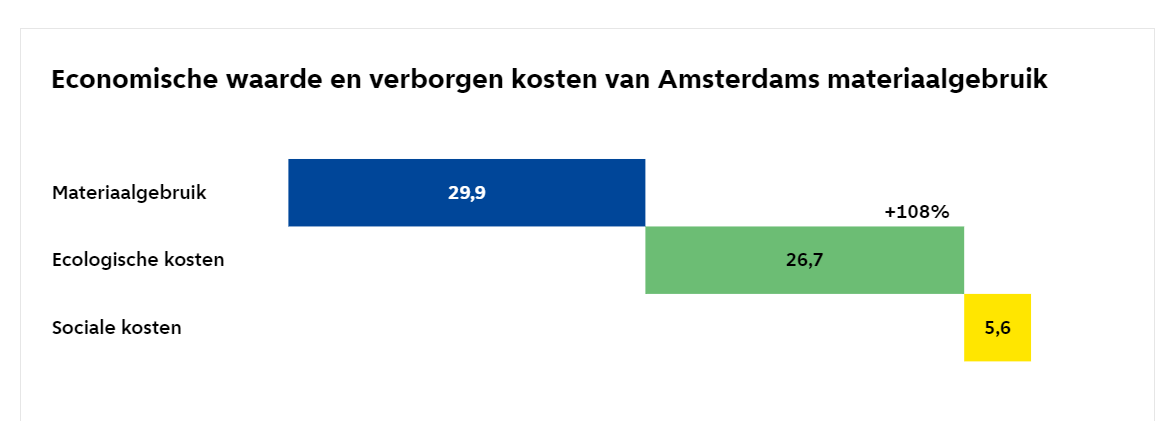 Economische waarde en verborgen kosten van Amsterdams materiaalgebruik
Materiaalgebruik
29,9
+108%
Ecologische kosten
26,7
Sociale kosten
5,6